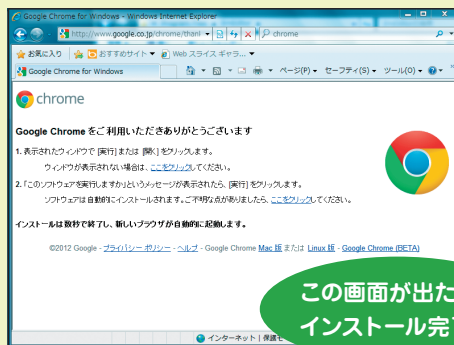 Google Chrome for Windows - Windows Internet Explorer
http://www.google.co.jp/chrome/than
chrome
お気に入り
おすすめサイト
Web スライス ギャラ...
Google Chrome for Windows
ページ(P)
セーフティ(S)
ツール(O)
chrome
Google Chrome をご利用いただきありがとうございます
1. 表示されたウィンドウで [実行] または [開く] をクリックします。
ウィンドウが表示されない場合は、ここをクリックしてください。
2.「このソフトウェアを実行しますか」というメッセージが表示されたら、[実行] をクリックします。
ソフトウェアは自動的にインストールされます。ご不明な点がありましたら、ここをクリックしてください。
インストールは数秒で終了し、新しいブラウザが自動的に起動します。
©2012 Google - プライバシー ポリシー - ヘルプ - Google Chrome Mac 版 または Linux 版 - Google Chrome (BETA)
この画面が出た
インストール完
インターネット | 保護モ